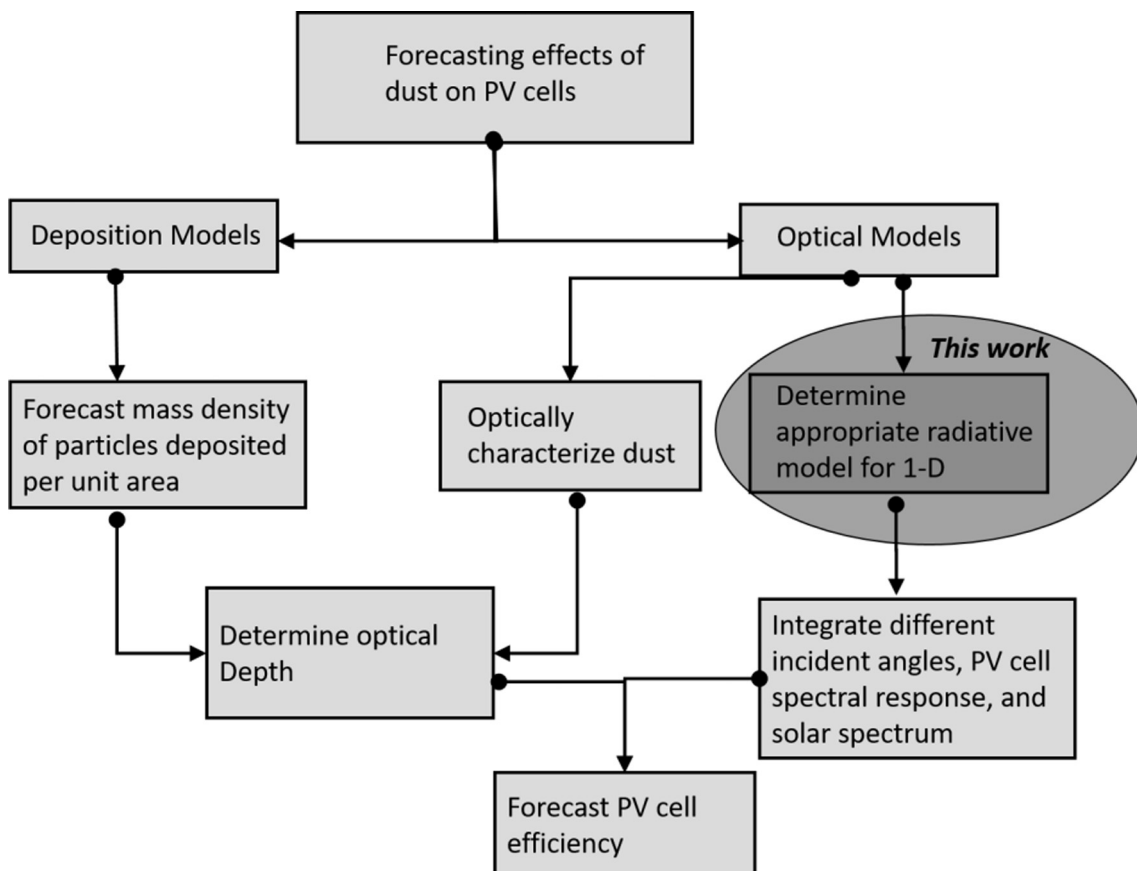 Forecasting effects of
dust on PV cells
Deposition Models
Optical Models
This work
Forecast mass density
of particles deposited
per unit area
Optically
characterize dust
Determine
appropriate radiative
model for 1-D
Determine optical
Depth
Integrate different
incident angles, PV cell
spectral response, and
solar spectrum
Forecast PV cell
efficiency